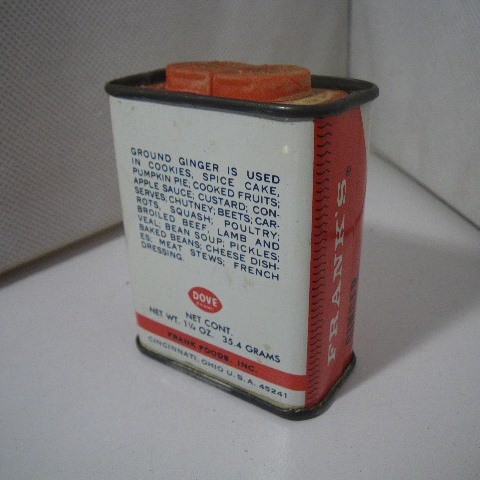 GROUND GINGER IS USED
IN COOKIES, SPICE CAKE,
PUMPKIN PIE; COOKED FRUITS;
APPLE SAUCE; CUSTARD; CON-
SERVES, CHUTNEY; BEETS; CAR-
ROTS, SQUASH; POULTRY;
BROILED BEEF, LAMB AND
VEAL; BEAN SOUP; PICKLES;
BAKED BEANS; CHEESE DISH-
ES; MEAT STEWS; FRENCH
DRESSING.
DOVE
BRAND
NET CONT.
NET WT. 1¼ OZ. 35.4 GRAMS
FRANK FOODS, INC.
CINCINNATI, OHIO U.S.A. 45241
FRANK'S®